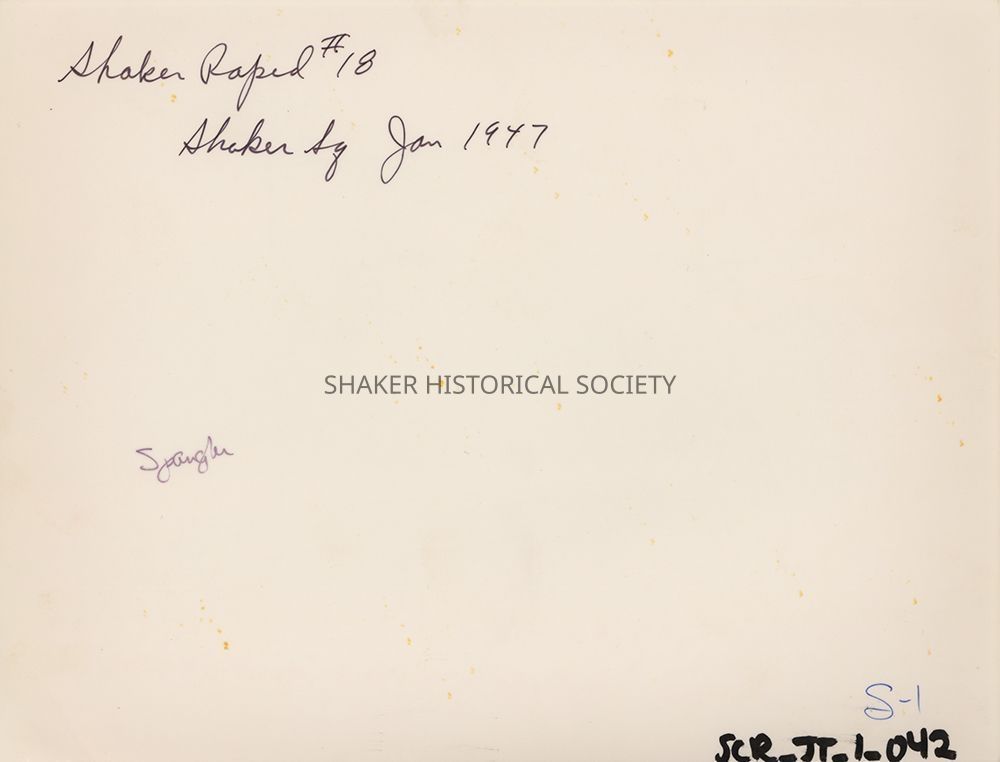 Shaker Rapid #18
Shaker Sq Jan 1947
SHAKER HISTORICAL SOCIETY
Spangler
S-1
SCR_JT_1_042